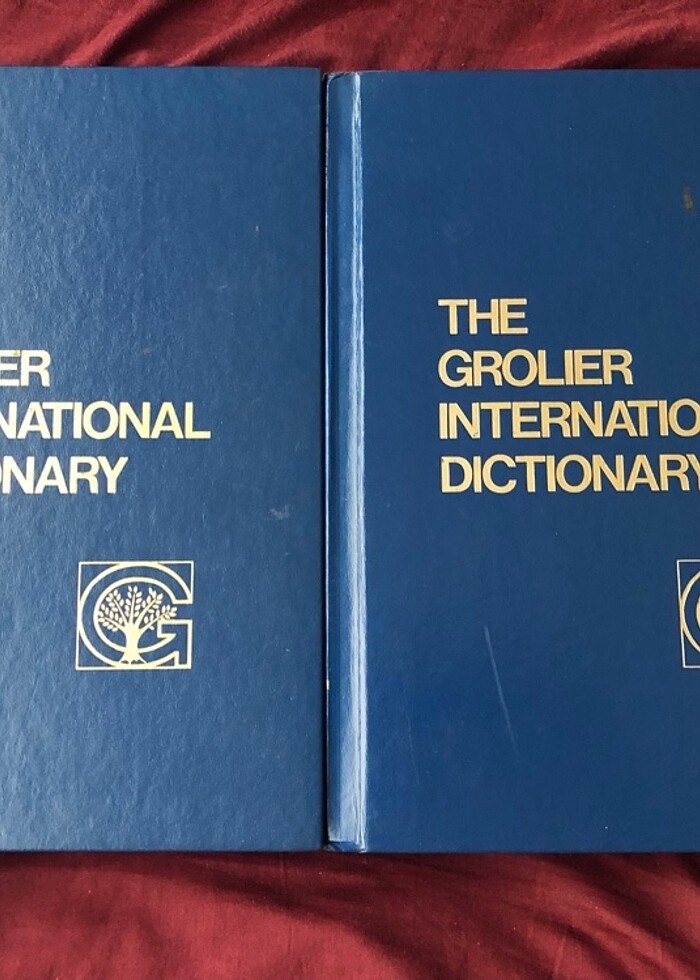 ER
NATIONAL
ONARY
G
THE
GROLIER
INTERNATIO
DICTIONARY